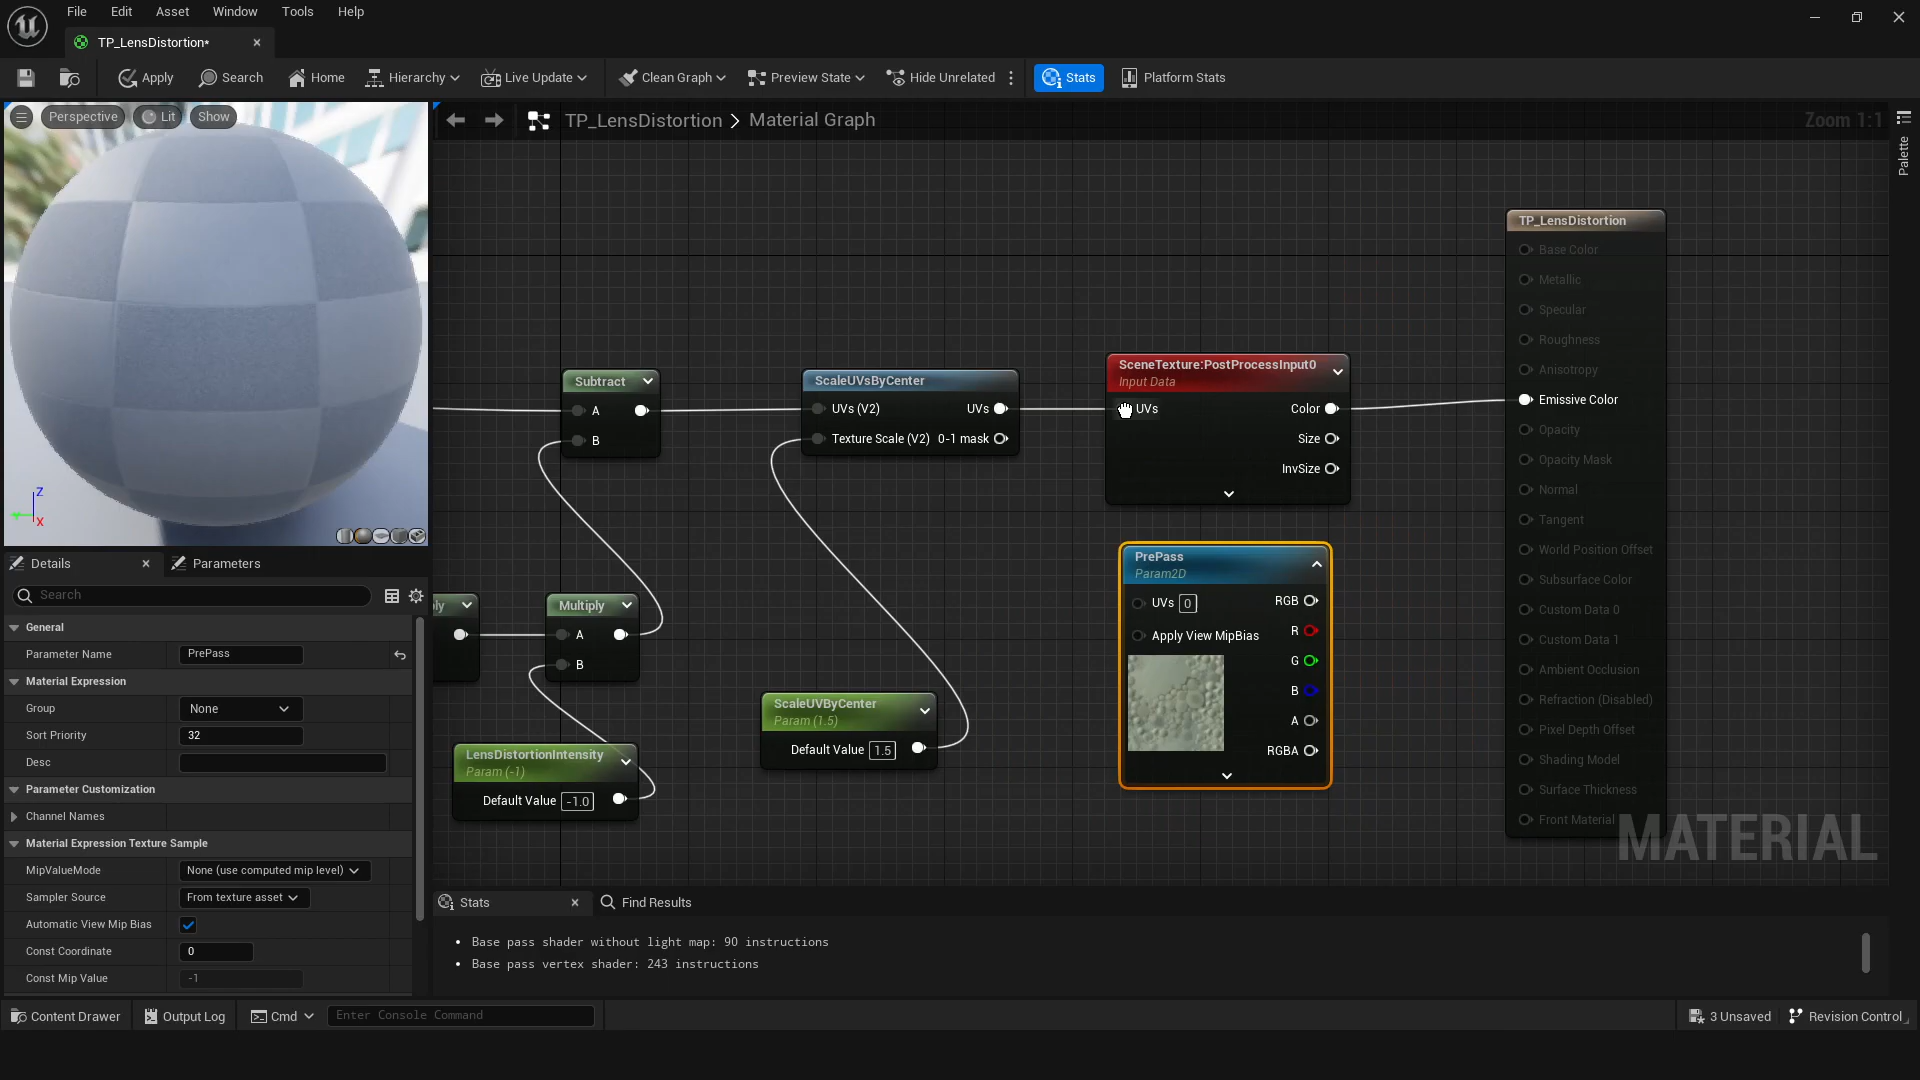 File Edit Asset Window Tools Help
TP_LensDistortion*
Apply Search Home Hierarchy Live Update Clean Graph Preview State Hide Unrelated Stats Platform Stats
Perspective Lit Show
TP_LensDistortion > Material Graph
Zoom 1:1
Palette
TP_LensDistortion
Base Color
Metallic
Specular
Roughness
Anisotropy
Emissive Color
Opacity
Opacity Mask
Normal
Tangent
World Position Offset
Subsurface Color
Custom Data 0
Custom Data 1
Ambient Occlusion
Refraction (Disabled)
Pixel Depth Offset
Shading Model
Surface Thickness
Front Material
MATERIAL
Subtract
A
B
ScaleUVsByCenter
UVs (V2) UVs
Texture Scale (V2) 0-1 mask
SceneTexture:PostProcessInput0
Input Data
UVs Color
Size
InvSize
PrePass
Param2D
UVs 0 RGB
Apply View MipBias R
G
B
A
RGBA
ly
Multiply
A
B
LensDistortionIntensity
Param (-1)
Default Value -1.0
ScaleUVByCenter
Param (1.5)
Default Value 1.5
Z
Y
X
Details Parameters
Search
General
Parameter Name PrePass
Material Expression
Group None
Sort Priority 32
Desc
Parameter Customization
Channel Names
Material Expression Texture Sample
MipValueMode None (use computed mip level)
Sampler Source From texture asset
Automatic View Mip Bias
Const Coordinate 0
Const Mip Value -1
Stats Find Results
• Base pass shader without light map: 90 instructions
• Base pass vertex shader: 243 instructions
Content Drawer Output Log Cmd Enter Console Command 3 Unsaved Revision Control